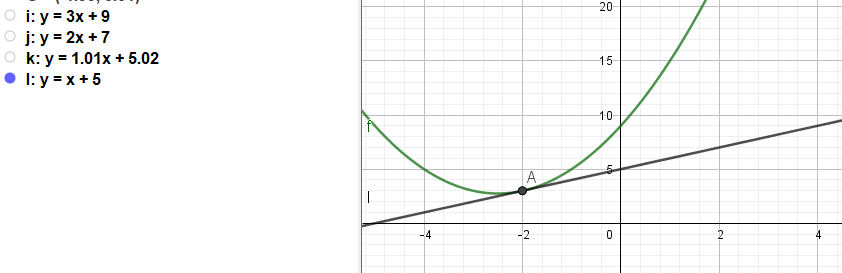 i: y = 3x + 9
j: y = 2x + 7
k: y = 1.01x + 5.02
l: y = x + 5
20
15
10
f
A
5
l
-4
-2
0
2
4